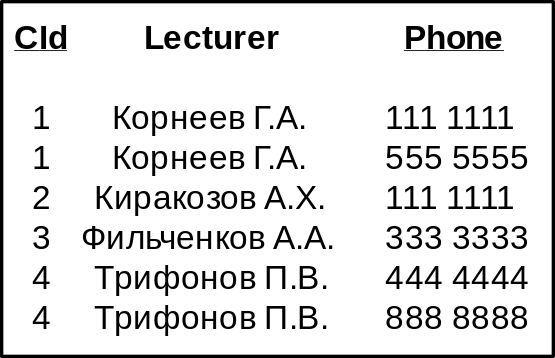 CId Lecturer Phone
1 Корнеев Г.А. 111 1111
1 Корнеев Г.А. 555 5555
2 Киракозов А.Х. 111 1111
3 Фильченков А.А. 333 3333
4 Трифонов П.В. 444 4444
4 Трифонов П.В. 888 8888